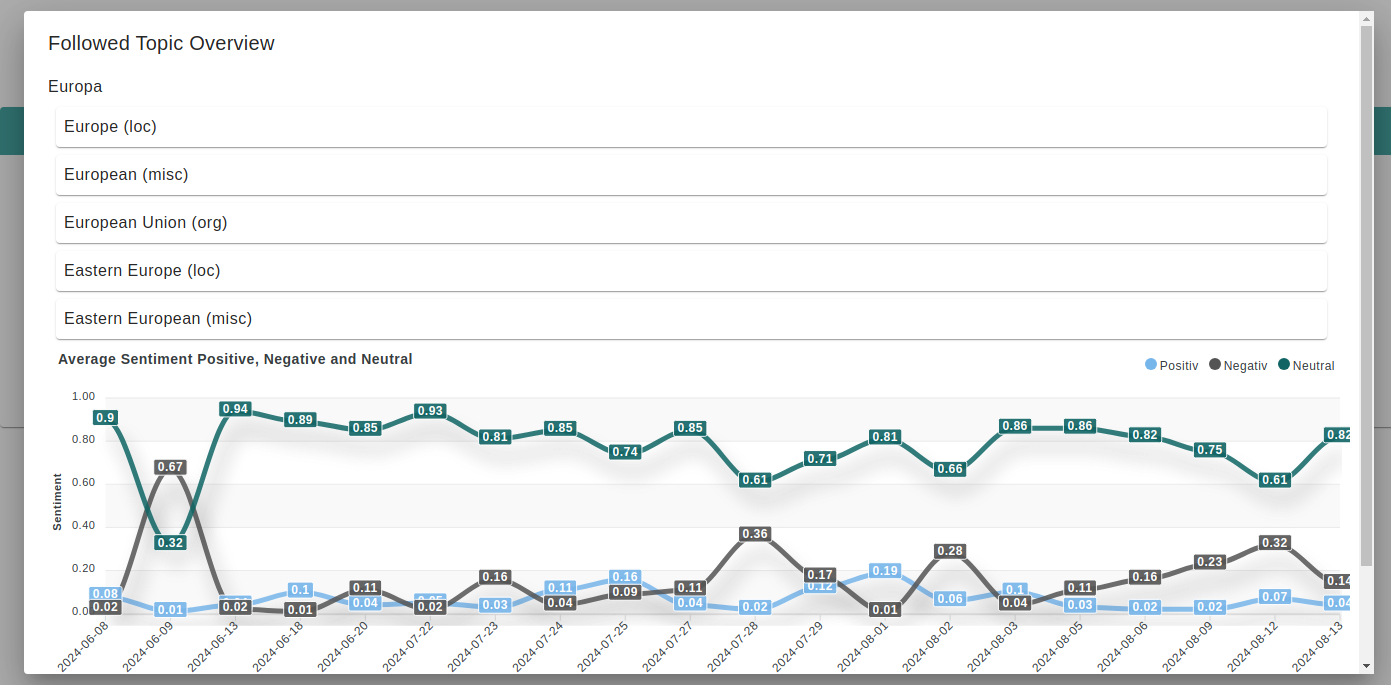 Followed Topic Overview
Europa
Europe (loc)
European (misc)
European Union (org)
Eastern Europe (loc)
Eastern European (misc)
Average Sentiment Positive, Negative and Neutral
Positiv Negativ Neutral
Sentiment
1.00
0.80
0.60
0.40
0.20
0.9 0.32 0.94 0.89 0.85 0.93 0.81 0.85 0.74 0.85 0.61 0.71 0.81 0.66 0.86 0.86 0.82 0.75 0.61 0.82
0.02 0.67 0.02 0.01 0.11 0.02 0.16 0.04 0.09 0.11 0.36 0.17 0.01 0.28 0.04 0.11 0.16 0.23 0.32 0.14
0.08 0.01 0.1 0.04 0.03 0.11 0.16 0.04 0.02 0.12 0.19 0.06 0.1 0.03 0.02 0.02 0.07 0.04
2024-06-08 2024-06-09 2024-06-13 2024-06-18 2024-06-20 2024-07-22 2024-07-23 2024-07-24 2024-07-25 2024-07-27 2024-07-28 2024-07-29 2024-08-01 2024-08-02 2024-08-03 2024-08-05 2024-08-06 2024-08-09 2024-08-12 2024-08-13